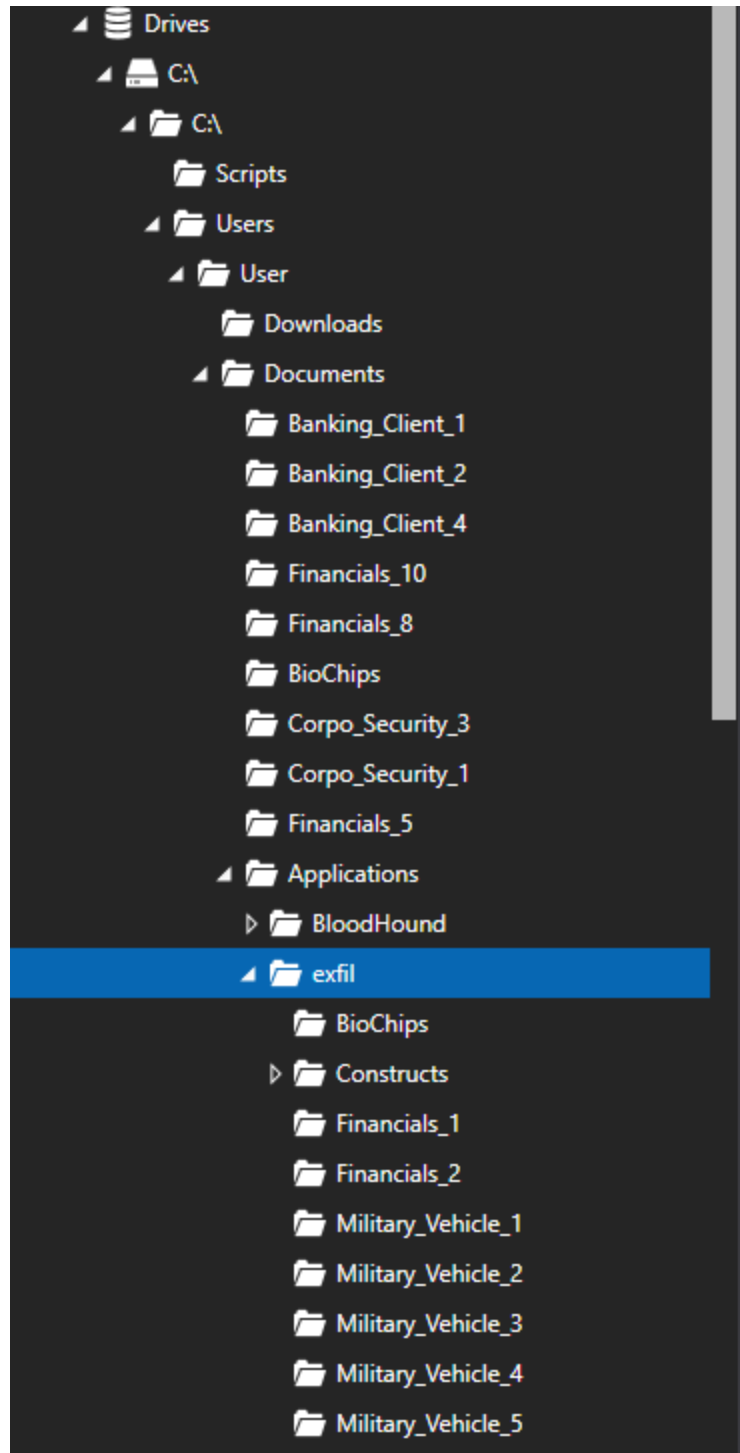 Drives
C:\
C:\
Scripts
Users
User
Downloads
Documents
Banking_Client_1
Banking_Client_2
Banking_Client_4
Financials_10
Financials_8
BioChips
Corpo_Security_3
Corpo_Security_1
Financials_5
Applications
BloodHound
exfil
BioChips
Constructs
Financials_1
Financials_2
Military_Vehicle_1
Military_Vehicle_2
Military_Vehicle_3
Military_Vehicle_4
Military_Vehicle_5